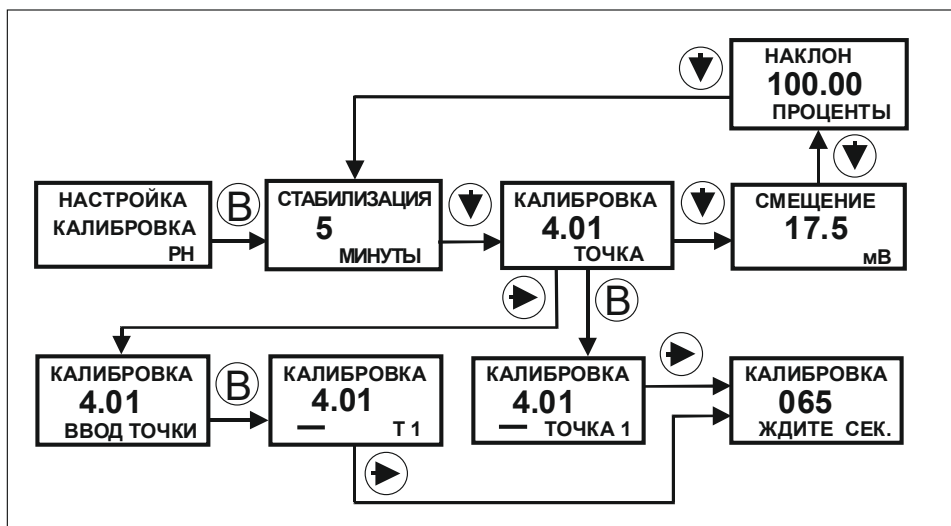 НАКЛОН
100.00
ПРОЦЕНТЫ
НАСТРОЙКА
КАЛИБРОВКА
РН
В
СТАБИЛИЗАЦИЯ
5
МИНУТЫ
КАЛИБРОВКА
4.01
ТОЧКА
СМЕЩЕНИЕ
17.5
мВ
В
КАЛИБРОВКА
4.01
ВВОД ТОЧКИ
В
КАЛИБРОВКА
4.01
Т 1
КАЛИБРОВКА
4.01
ТОЧКА 1
КАЛИБРОВКА
065
ЖДИТЕ СЕК.